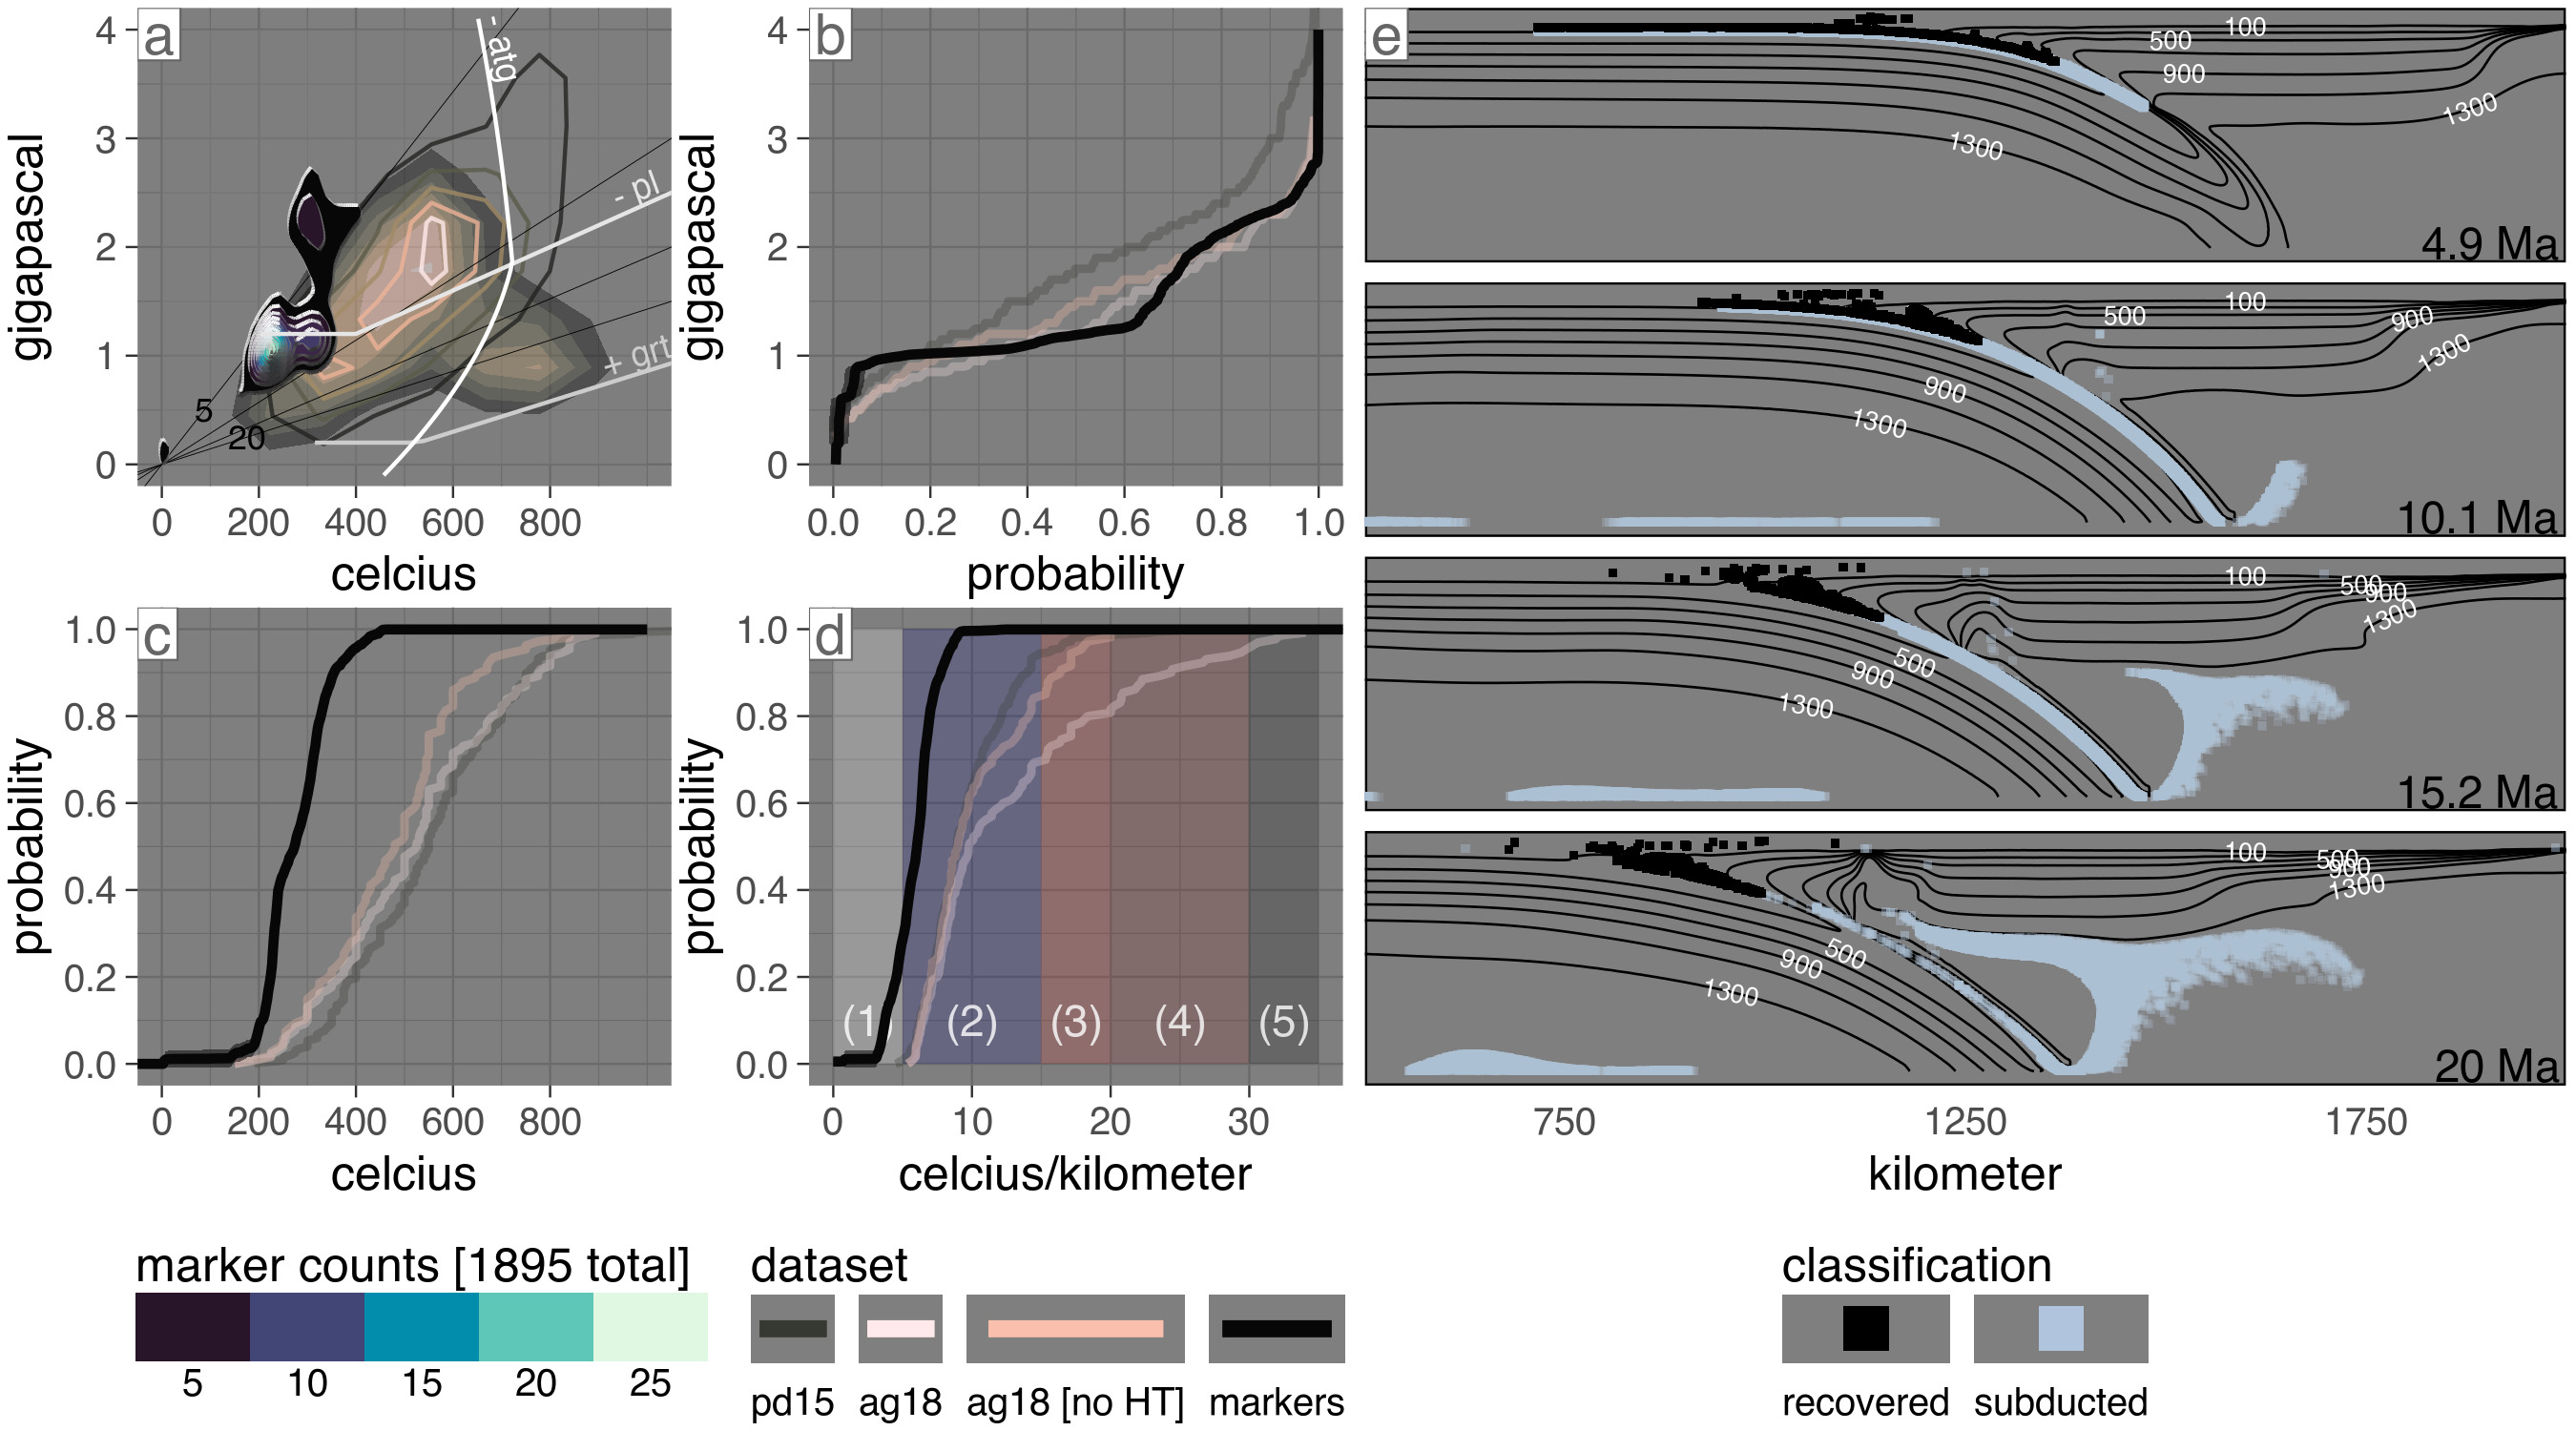 a
4
3
2
1
0
gigapascal
- atg
- pl
+ grt
5
20
0 200 400 600 800
celcius
b
4
3
2
1
0
gigapascal
0.0 0.2 0.4 0.6 0.8 1.0
probability
c
1.0
0.8
0.6
0.4
0.2
0.0
probability
0 200 400 600 800
celcius
d
1.0
0.8
0.6
0.4
0.2
0.0
probability
(1) (2) (3) (4) (5)
0 10 20 30
celcius/kilometer
e
100
500
900
1300
1300
4.9 Ma
100
500
900
1300
900
1300
10.1 Ma
100
500
900
1300
500
900
1300
15.2 Ma
100
500
900
1300
500
900
1300
20 Ma
750 1250 1750
kilometer
marker counts [1895 total]
5 10 15 20 25
dataset
pd15 ag18 ag18 [no HT] markers
classification
recovered subducted